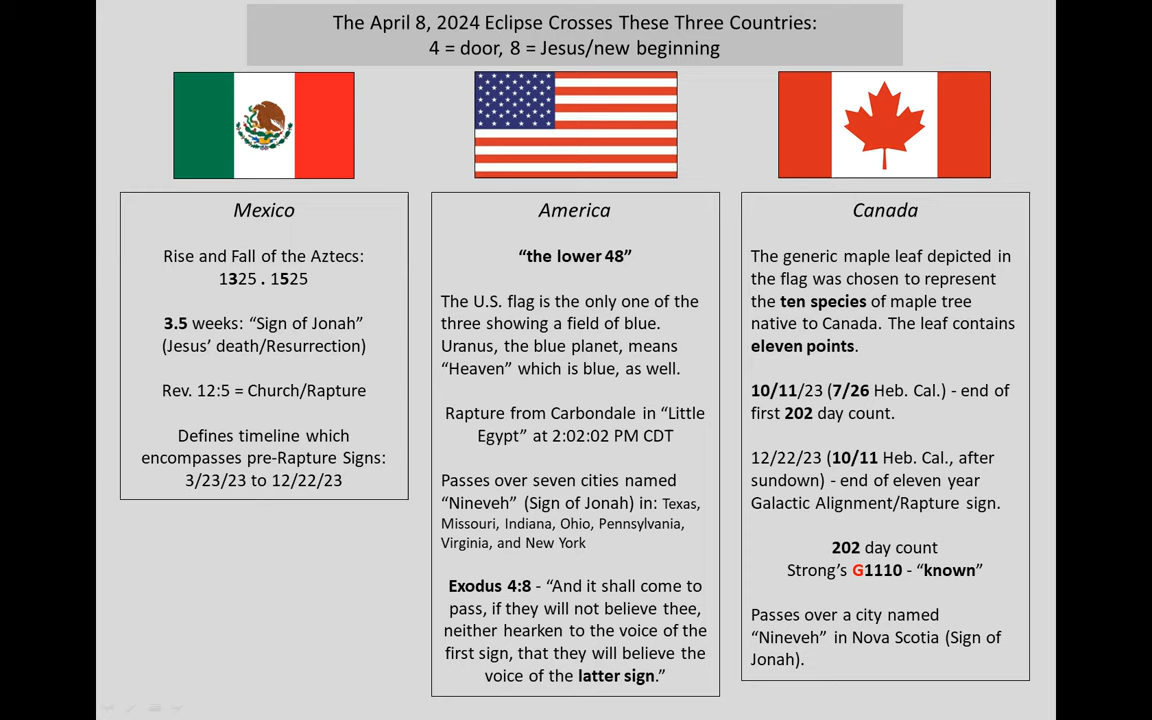 The April 8, 2024 Eclipse Crosses These Three Countries:
4 = door, 8 = Jesus/new beginning
Mexico
Rise and Fall of the Aztecs:
1325 . 1525
3.5 weeks: “Sign of Jonah”
(Jesus’ death/Resurrection)
Rev. 12:5 = Church/Rapture
Defines timeline which
encompasses pre-Rapture Signs:
3/23/23 to 12/22/23
America
“the lower 48”
The U.S. flag is the only one of the
three showing a field of blue.
Uranus, the blue planet, means
“Heaven” which is blue, as well.
Rapture from Carbondale in “Little
Egypt” at 2:02:02 PM CDT
Passes over seven cities named
“Nineveh” (Sign of Jonah) in: Texas,
Missouri, Indiana, Ohio, Pennsylvania,
Virginia, and New York
Exodus 4:8 - “And it shall come to
pass, if they will not believe thee,
neither hearken to the voice of the
first sign, that they will believe the
voice of the latter sign.”
Canada
The generic maple leaf depicted in
the flag was chosen to represent
the ten species of maple tree
native to Canada. The leaf contains
eleven points.
10/11/23 (7/26 Heb. Cal.) - end of
first 202 day count.
12/22/23 (10/11 Heb. Cal., after
sundown) - end of eleven year
Galactic Alignment/Rapture sign.
202 day count
Strong’s G1110 - “known”
Passes over a city named
“Nineveh” in Nova Scotia (Sign of
Jonah).